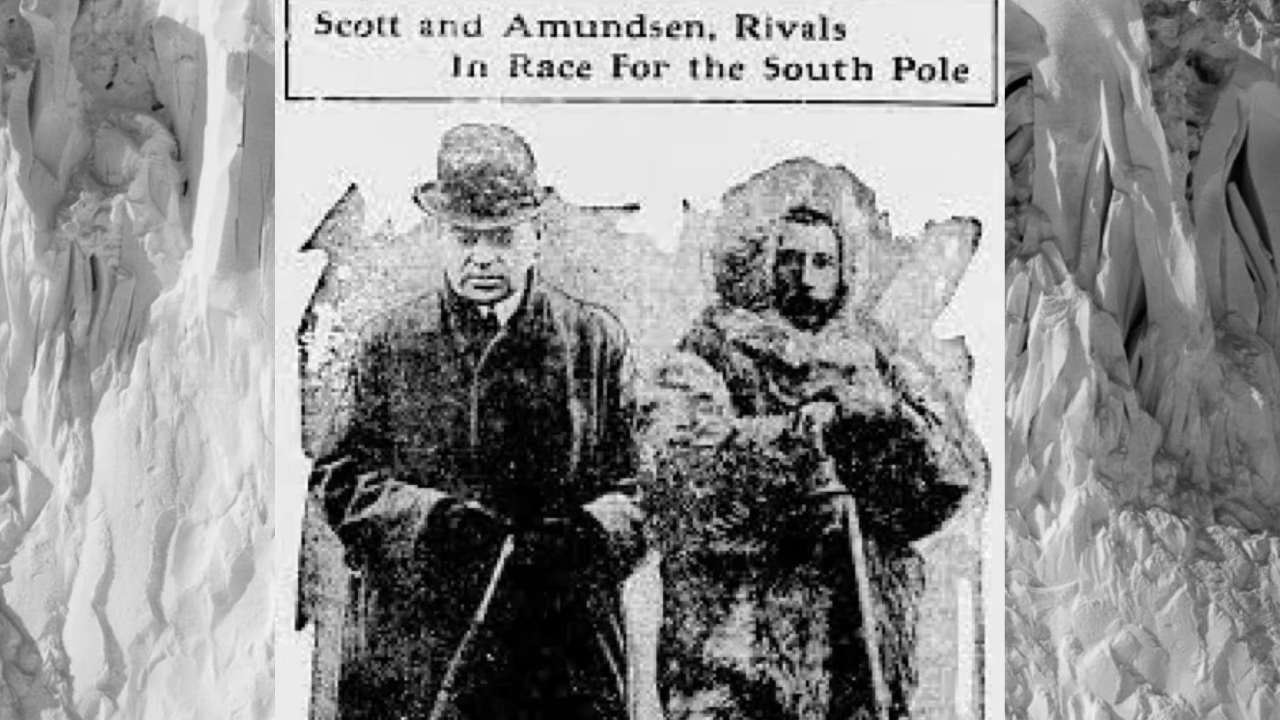 Scott and Amundsen, Rivals
In Race For the South Pole